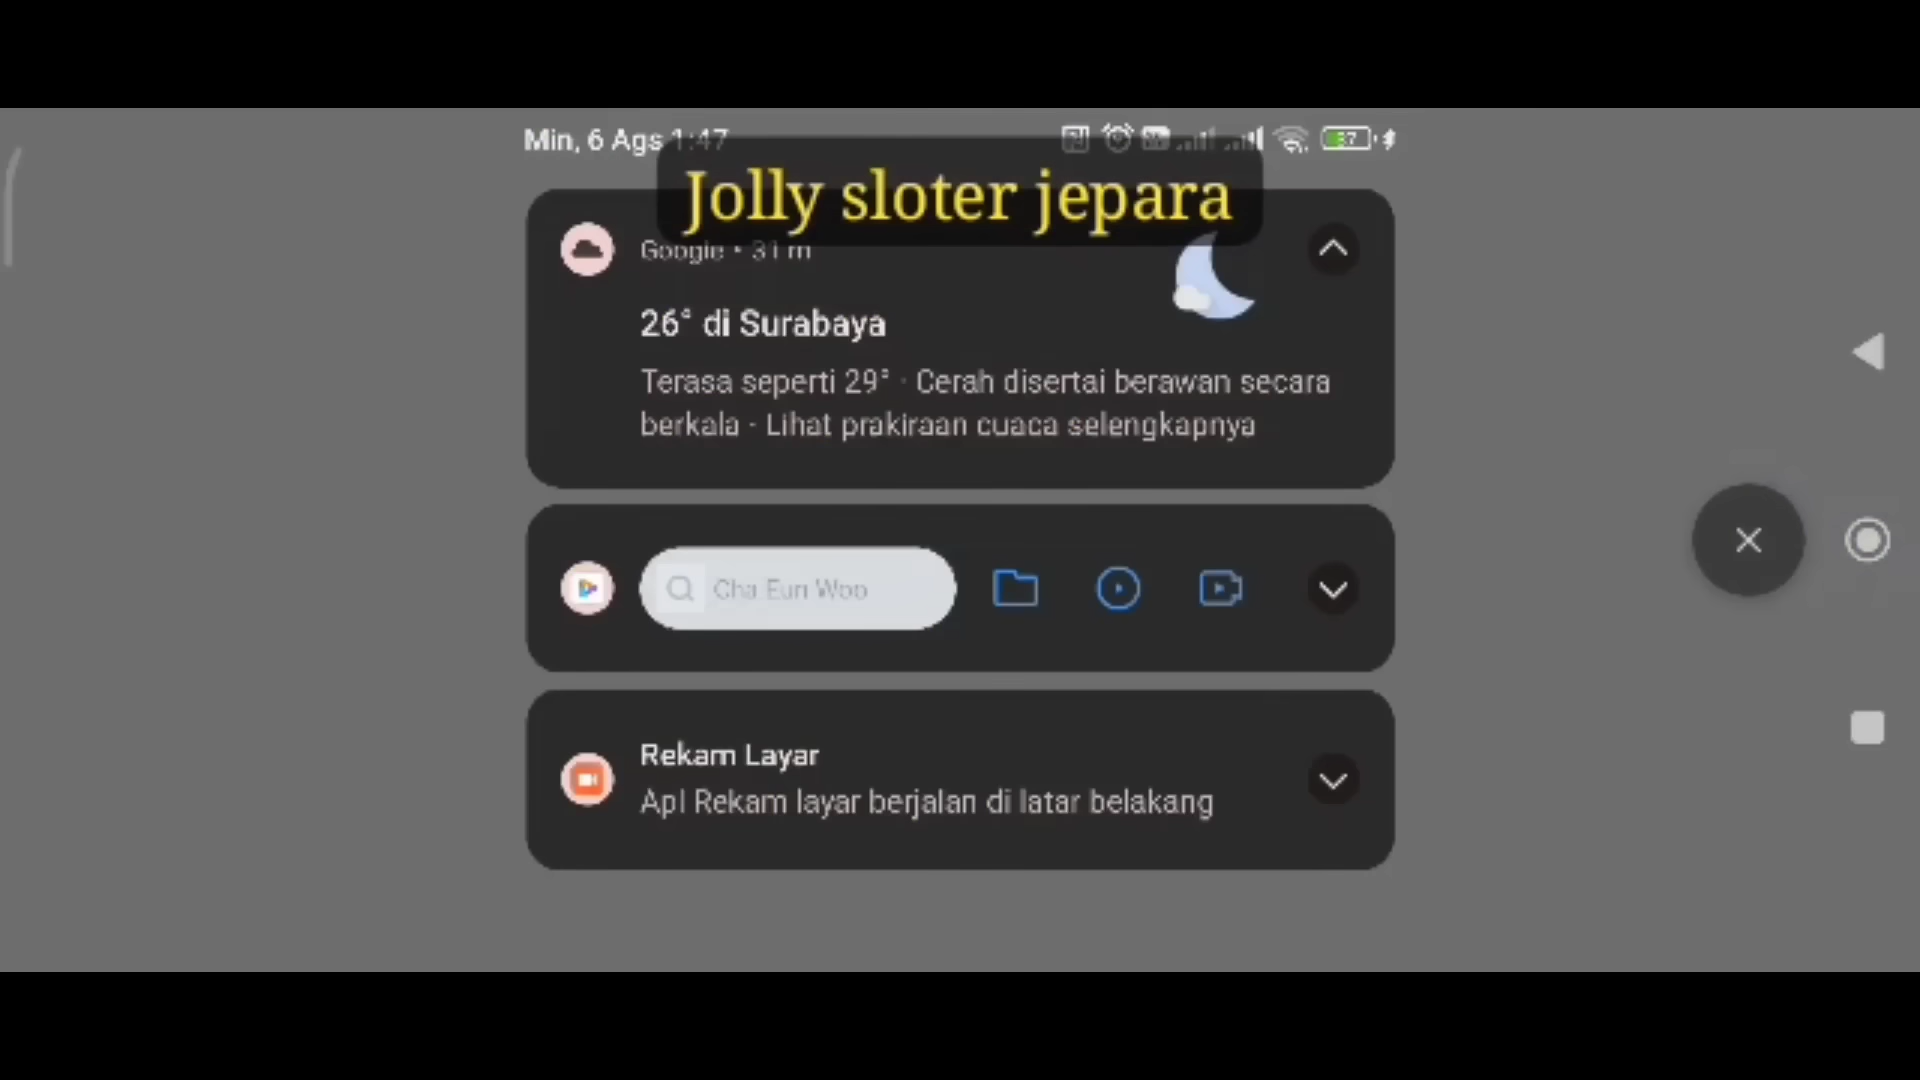 Min, 6 Ags 1:47
37
Jolly sloter jepara
Google • 31 m
26° di Surabaya
Terasa seperti 29° · Cerah disertai berawan secara
berkala · Lihat prakiraan cuaca selengkapnya
Cha Eun Woo
Rekam Layar
Apl Rekam layar berjalan di latar belakang